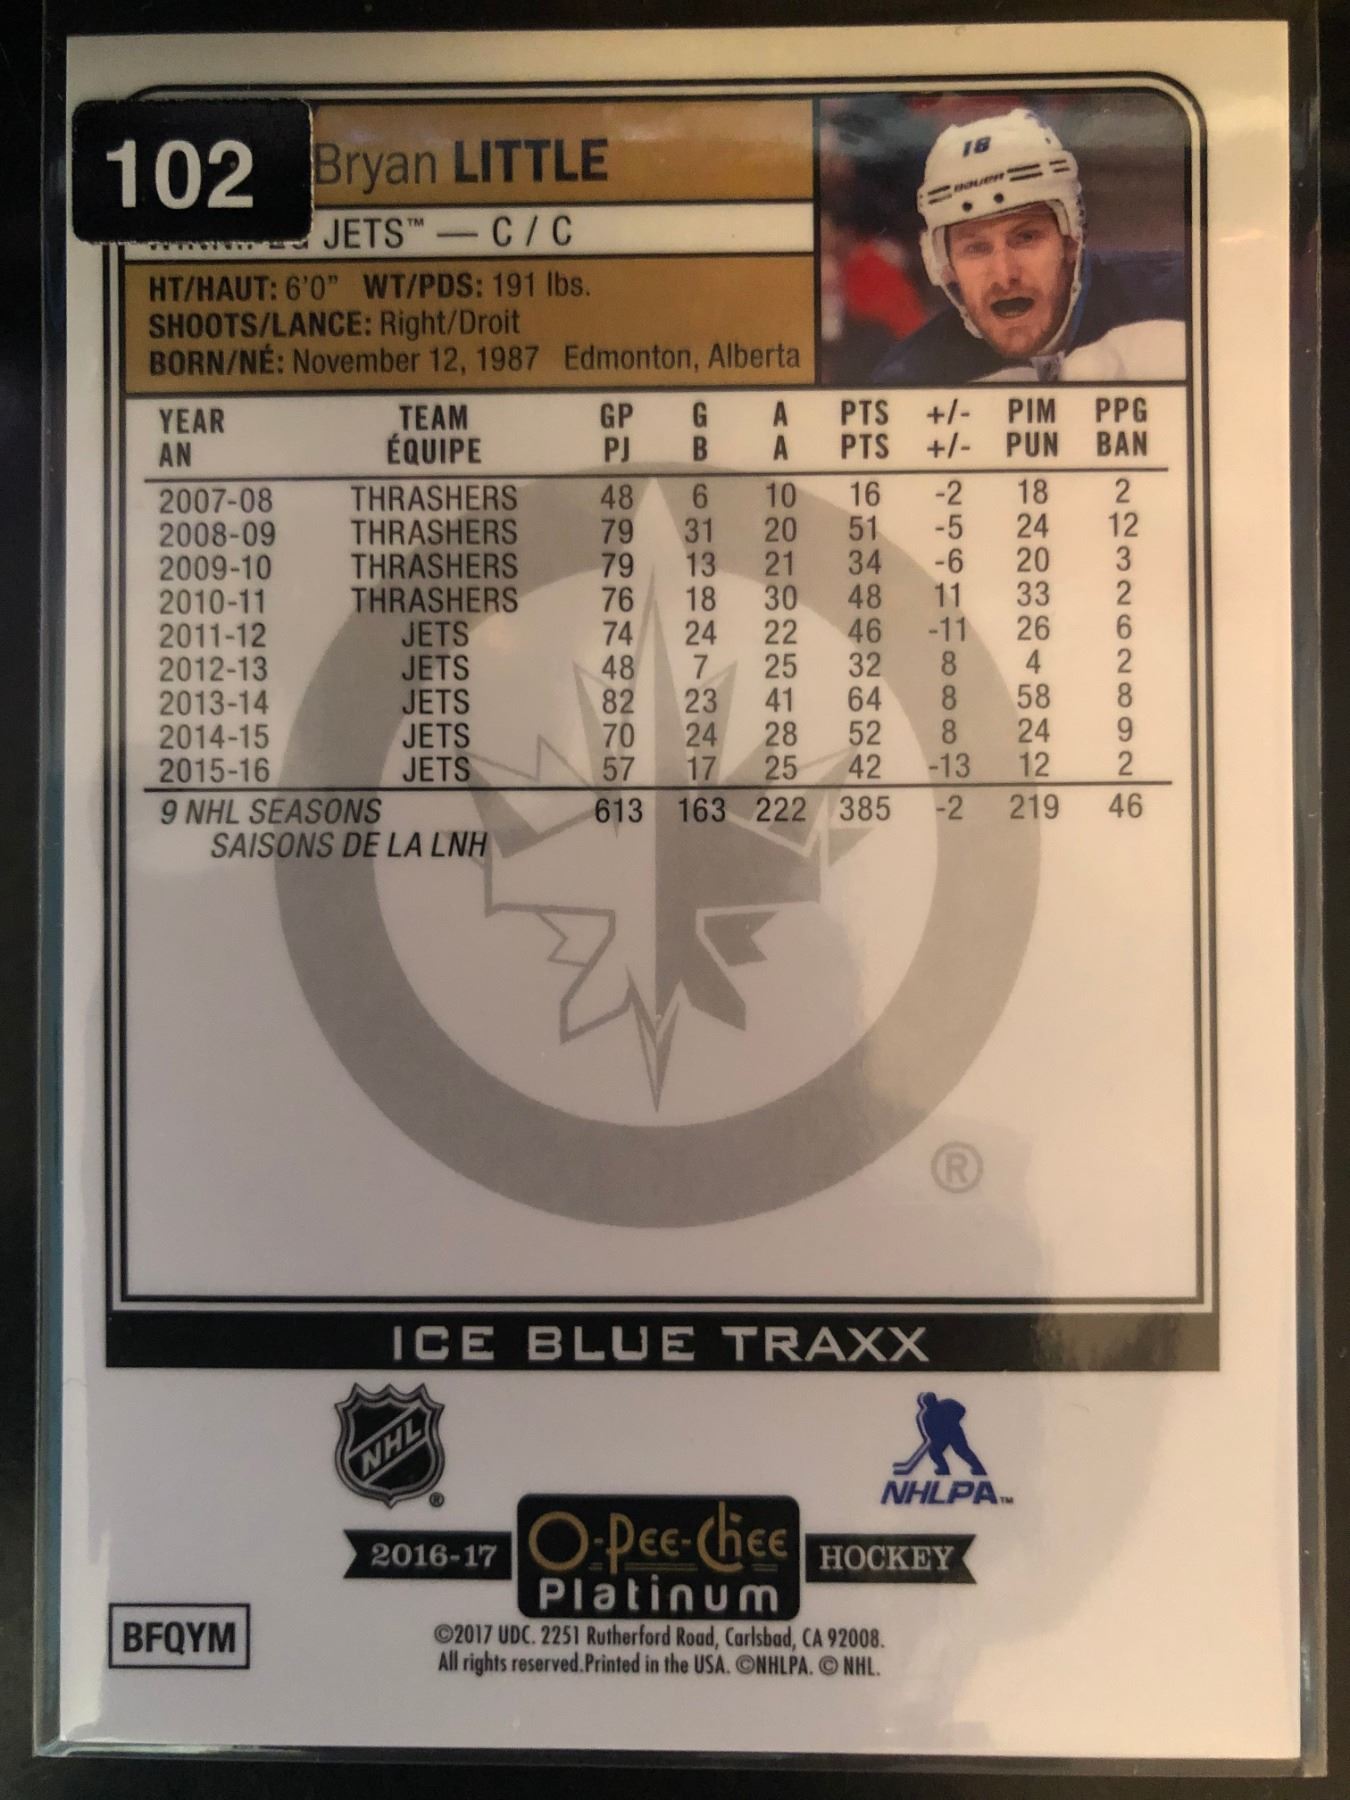 102
Bryan LITTLE
JETS™ — C / C
18
BAUER
HT/HAUT: 6'0" WT/PDS: 191 lbs.
SHOOTS/LANCE: Right/Droit
BORN/NÉ: November 12, 1987 Edmonton, Alberta
YEAR TEAM GP G A PTS +/- PIM PPG
AN ÉQUIPE PJ B A PTS +/- PUN BAN
2007-08 THRASHERS 48 6 10 16 -2 18 2
2008-09 THRASHERS 79 31 20 51 -5 24 12
2009-10 THRASHERS 79 13 21 34 -6 20 3
2010-11 THRASHERS 76 18 30 48 11 33 2
2011-12 JETS 74 24 22 46 -11 26 6
2012-13 JETS 48 7 25 32 8 4 2
2013-14 JETS 82 23 41 64 8 58 8
2014-15 JETS 70 24 28 52 8 24 9
2015-16 JETS 57 17 25 42 -13 12 2
9 NHL SEASONS 613 163 222 385 -2 219 46
SAISONS DE LA LNH
®
ICE BLUE TRAXX
NHL ®
NHLPA™
2016-17 O-Pee-Chee HOCKEY
Platinum
BFQYM
©2017 UDC. 2251 Rutherford Road, Carlsbad, CA 92008.
All rights reserved.Printed in the USA. ©NHLPA. © NHL.